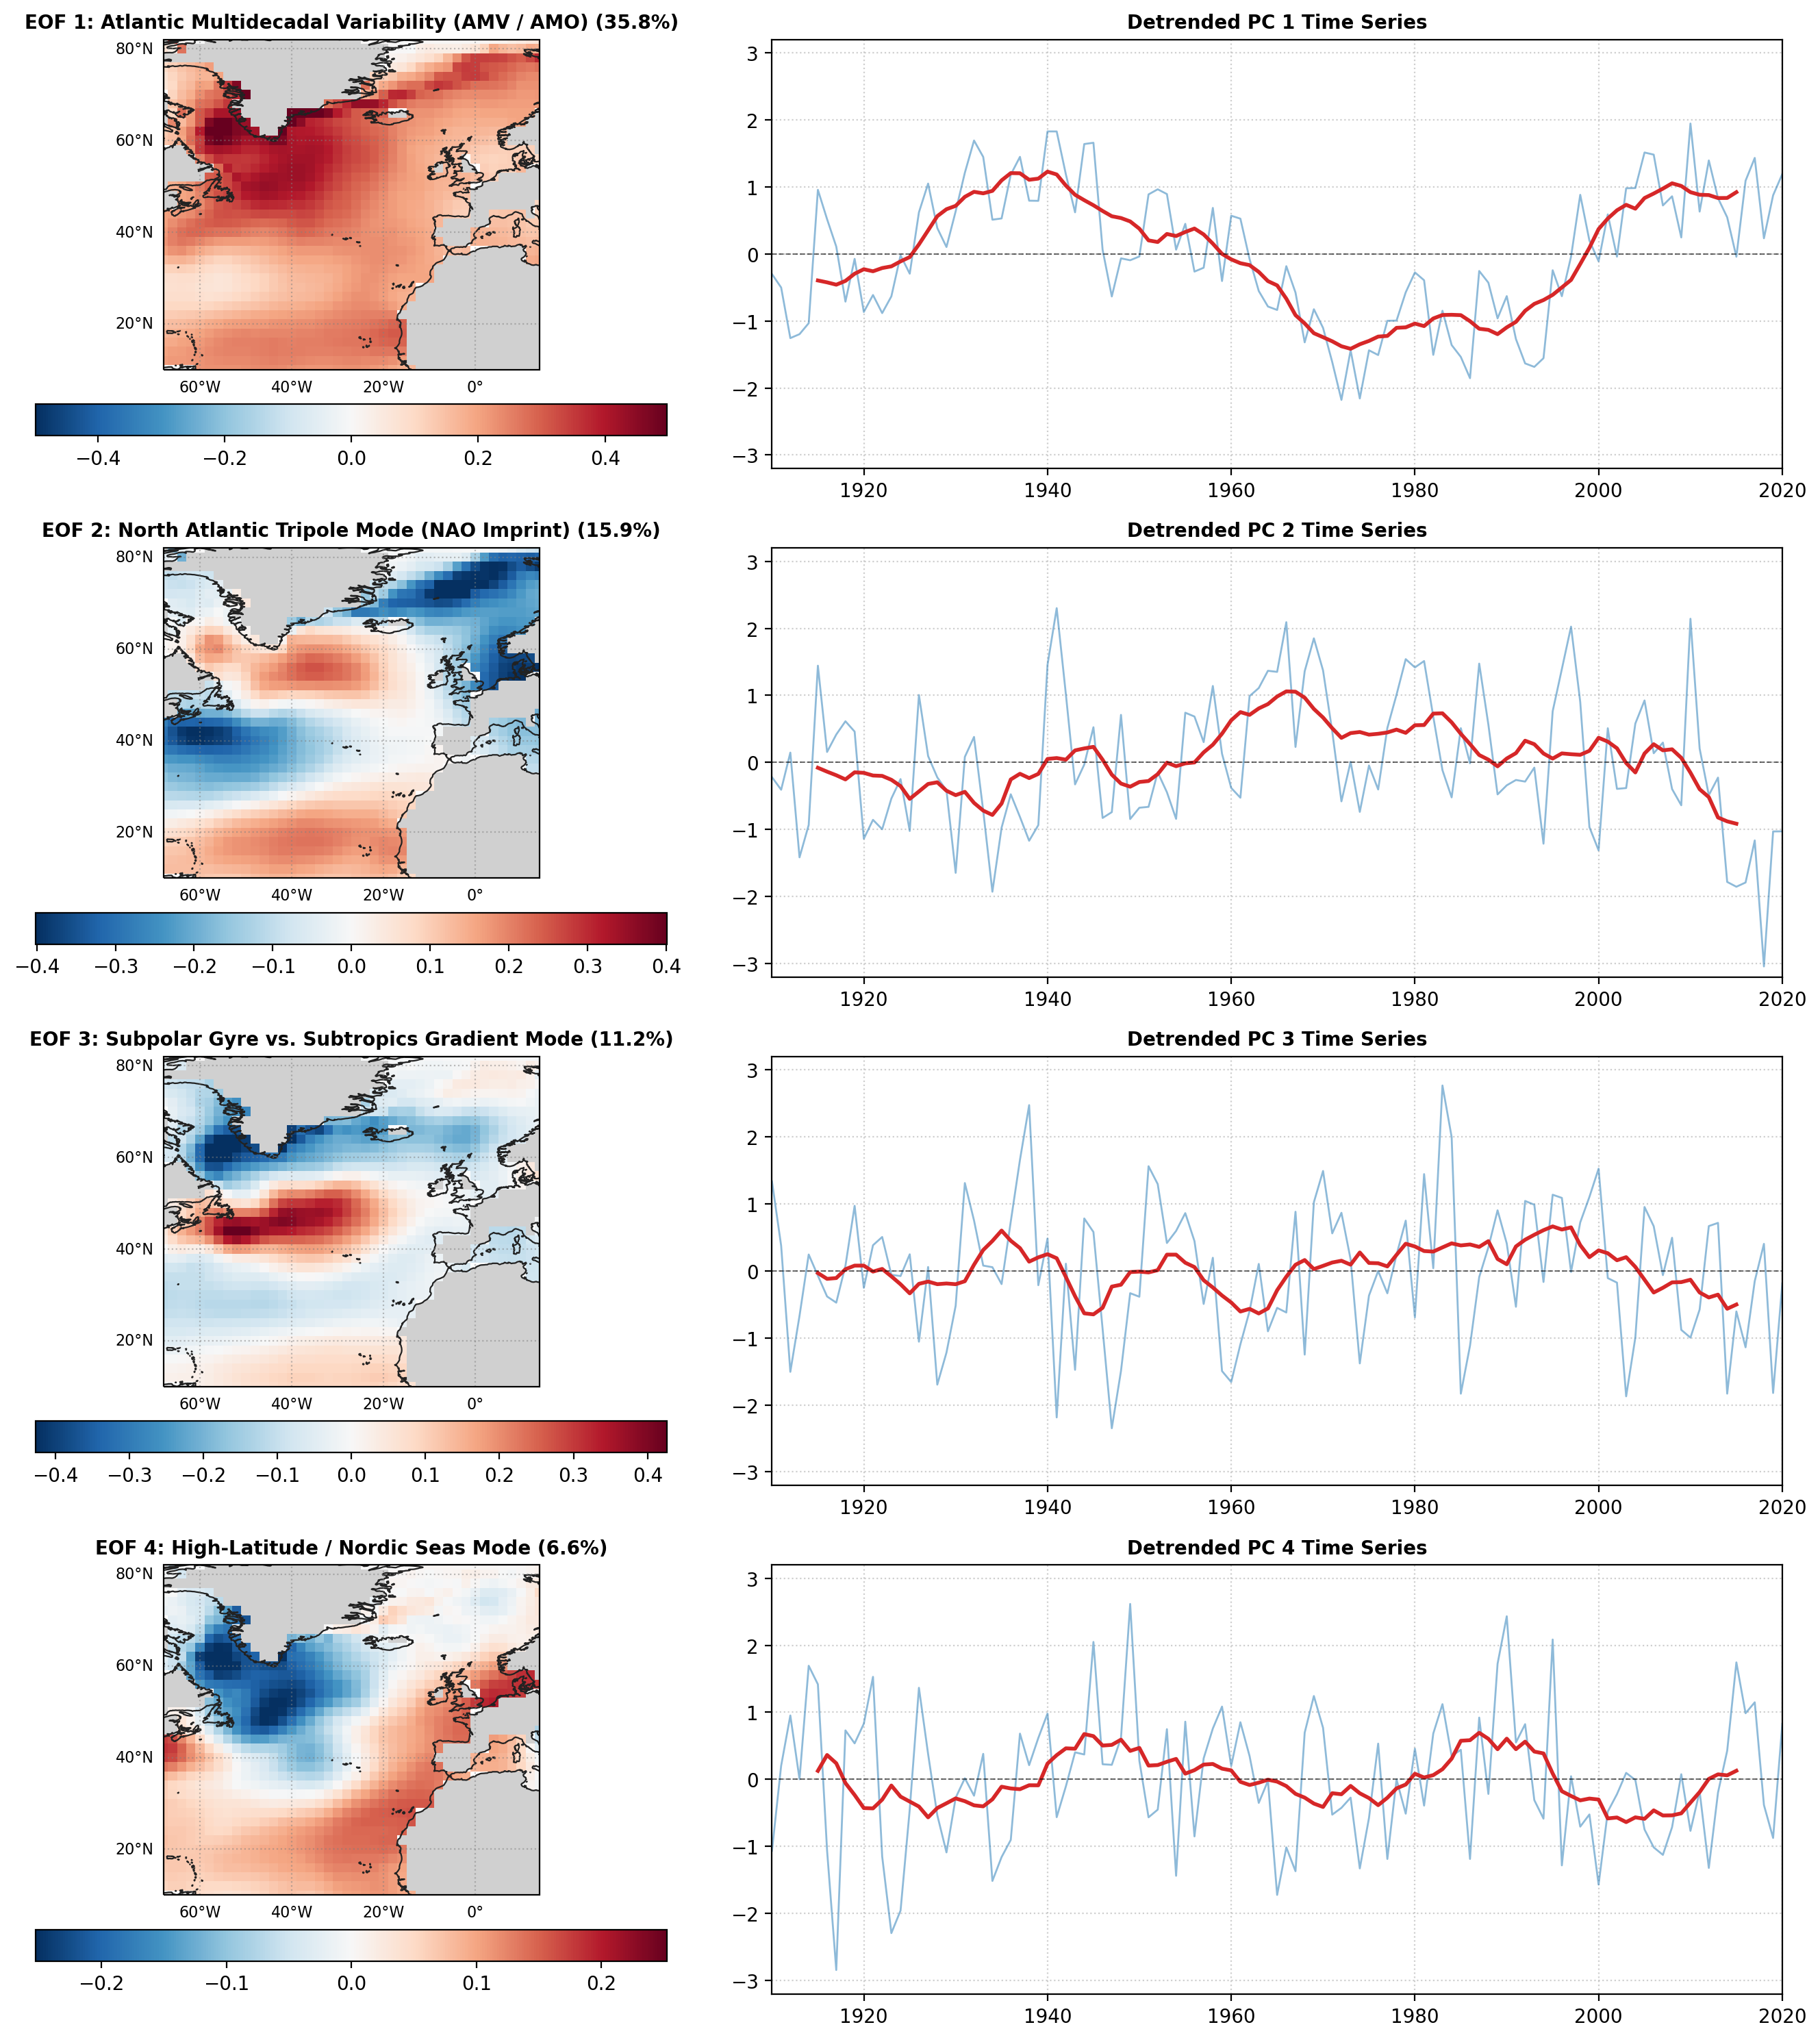 EOF 1: Atlantic Multidecadal Variability (AMV / AMO) (35.8%)
80°N
60°N
40°N
20°N
60°W 40°W 20°W 0°
−0.4 −0.2 0.0 0.2 0.4
Detrended PC 1 Time Series
3
2
1
0
−1
−2
−3
1920 1940 1960 1980 2000 2020
EOF 2: North Atlantic Tripole Mode (NAO Imprint) (15.9%)
80°N
60°N
40°N
20°N
60°W 40°W 20°W 0°
−0.4 −0.3 −0.2 −0.1 0.0 0.1 0.2 0.3 0.4
Detrended PC 2 Time Series
3
2
1
0
−1
−2
−3
1920 1940 1960 1980 2000 2020
EOF 3: Subpolar Gyre vs. Subtropics Gradient Mode (11.2%)
80°N
60°N
40°N
20°N
60°W 40°W 20°W 0°
−0.4 −0.3 −0.2 −0.1 0.0 0.1 0.2 0.3 0.4
Detrended PC 3 Time Series
3
2
1
0
−1
−2
−3
1920 1940 1960 1980 2000 2020
EOF 4: High-Latitude / Nordic Seas Mode (6.6%)
80°N
60°N
40°N
20°N
60°W 40°W 20°W 0°
−0.2 −0.1 0.0 0.1 0.2
Detrended PC 4 Time Series
3
2
1
0
−1
−2
−3
1920 1940 1960 1980 2000 2020